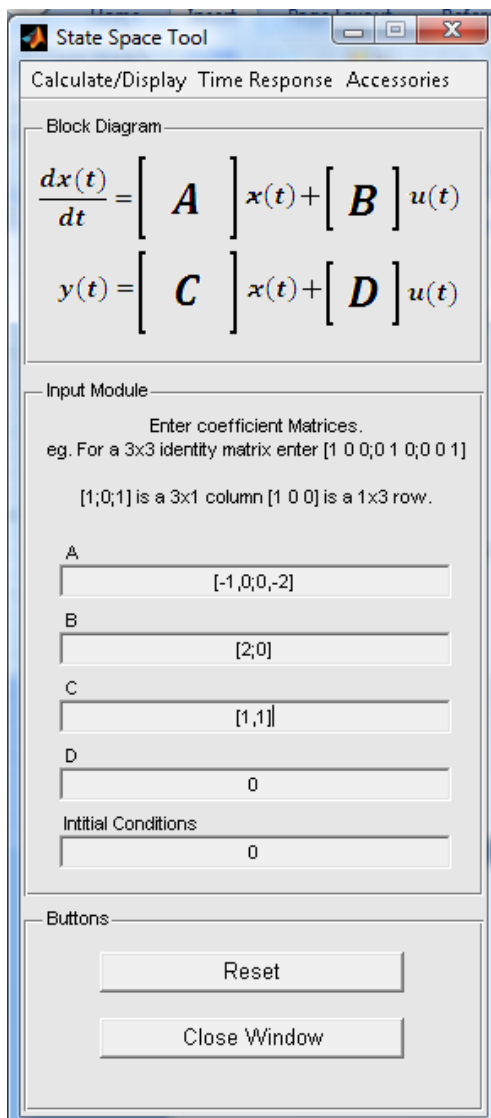 State Space Tool
Calculate/Display Time Response Accessories
Block Diagram
dx(t)/dt = [ A ] x(t) + [ B ] u(t)
y(t) = [ C ] x(t) + [ D ] u(t)
Input Module
Enter coefficient Matrices.
eg. For a 3x3 identity matrix enter [1 0 0;0 1 0;0 0 1]
[1;0;1] is a 3x1 column [1 0 0] is a 1x3 row.
A
[-1,0;0,-2]
B
[2;0]
C
[1,1]
D
0
Intitial Conditions
0
Buttons
Reset
Close Window